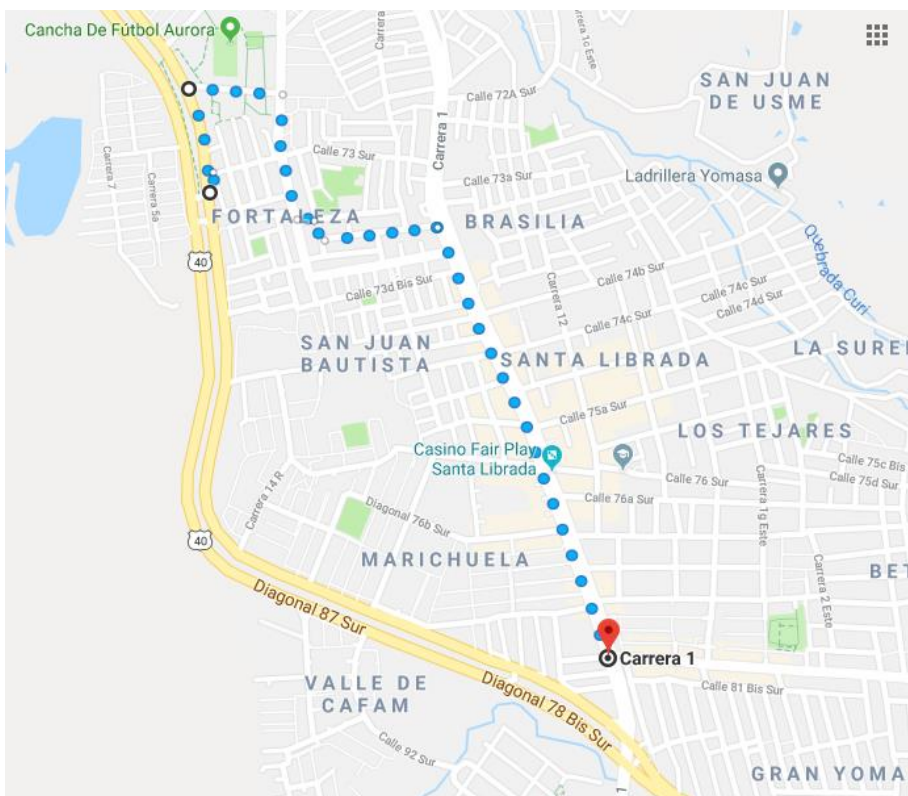 Cancha De Fútbol Aurora
Carrera 1c Este
SAN JUAN
DE USME
Calle 72A Sur
Carrera 1
Calle 73 Sur
Carrera 7
Carrera 5a
Calle 73a Sur
Ladrillera Yomasa
FORTALEZA
BRASILIA
Quebrada Curí
40
Calle 74b Sur
Calle 73d Bis Sur
Carrera 12
Calle 74c Sur
Calle 74d Sur
Calle 74c Sur
SAN JUAN
BAUTISTA
SANTA LIBRADA
LA SURE
Calle 75a Sur
LOS TEJARES
Casino Fair Play
Santa Librada
Calle 75c Bis
Calle 75d Sur
Calle 76 Sur
Calle 76a Sur
Carrera 14 R
Diagonal 76b Sur
Carrera 1g Este
40
MARICHUELA
BET
Carrera 2 Este
Diagonal 87 Sur
Carrera 1
VALLE DE
CAFAM
Calle 81 Bis Sur
Diagonal 78 Bis Sur
Calle 92 Sur
GRAN YOMA
1